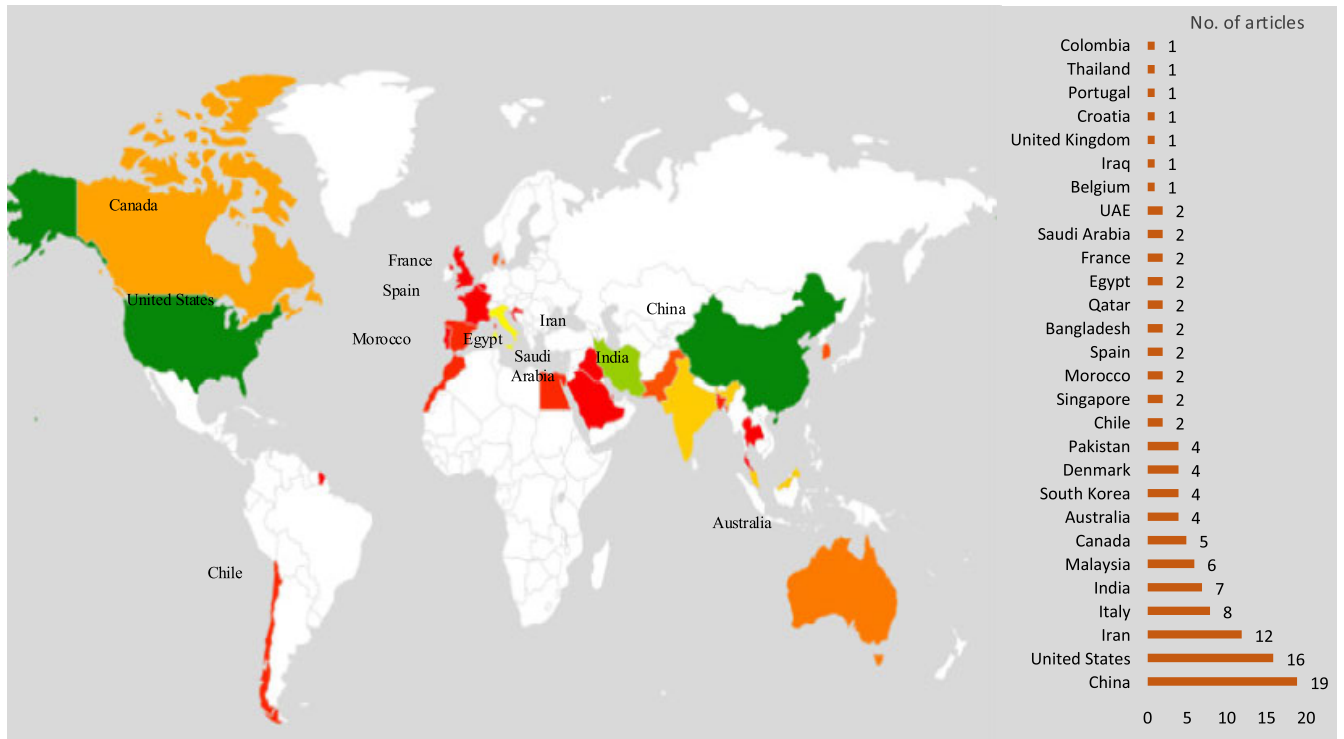 Canada
United States
France
Spain
Morocco
Egypt
Saudi
Arabia
Iran
India
China
Chile
Australia
No. of articles
Colombia 1
Thailand 1
Portugal 1
Croatia 1
United Kingdom 1
Iraq 1
Belgium 1
UAE 2
Saudi Arabia 2
France 2
Egypt 2
Qatar 2
Bangladesh 2
Spain 2
Morocco 2
Singapore 2
Chile 2
Pakistan 4
Denmark 4
South Korea 4
Australia 4
Canada 5
Malaysia 6
India 7
Italy 8
Iran 12
United States 16
China 19
0 5 10 15 20